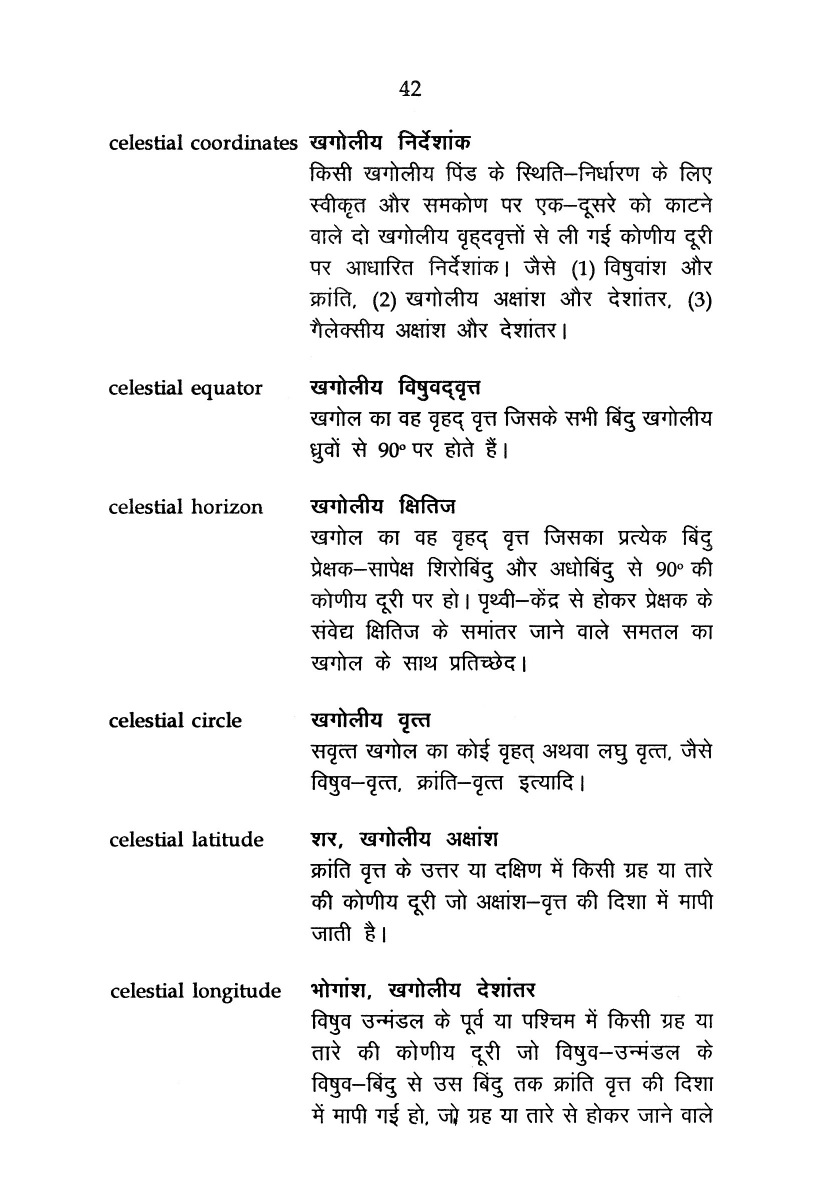 42
celestial coordinates खगोलीय निर्देशांक
किसी खगोलीय पिंड के स्थिति–निर्धारण के लिए
स्वीकृत और समकोण पर एक–दूसरे को काटने
वाले दो खगोलीय वृहदवृत्तों से ली गई कोणीय दूरी
पर आधारित निर्देशांक। जैसे (1) विषुवांश और
क्रांति, (2) खगोलीय अक्षांश और देशांतर, (3)
गैलेक्सीय अक्षांश और देशांतर।
celestial equator खगोलीय विषुवद्वृत्त
खगोल का वह वृहद् वृत्त जिसके सभी बिंदु खगोलीय
ध्रुवों से 90° पर होते हैं।
celestial horizon खगोलीय क्षितिज
खगोल का वह वृहद् वृत्त जिसका प्रत्येक बिंदु
प्रेक्षक–सापेक्ष शिरोबिंदु और अधोबिंदु से 90° की
कोणीय दूरी पर हो। पृथ्वी–केंद्र से होकर प्रेक्षक के
संवेद्य क्षितिज के समांतर जाने वाले समतल का
खगोल के साथ प्रतिच्छेद।
celestial circle खगोलीय वृत्त
सवृत्त खगोल का कोई वृहत् अथवा लघु वृत्त, जैसे
विषुव–वृत्त, क्रांति–वृत्त इत्यादि।
celestial latitude शर, खगोलीय अक्षांश
क्रांति वृत्त के उत्तर या दक्षिण में किसी ग्रह या तारे
की कोणीय दूरी जो अक्षांश–वृत्त की दिशा में मापी
जाती है।
celestial longitude भोगांश, खगोलीय देशांतर
विषुव उन्मंडल के पूर्व या पश्चिम में किसी ग्रह या
तारे की कोणीय दूरी जो विषुव–उन्मंडल के
विषुव–बिंदु से उस बिंदु तक क्रांति वृत्त की दिशा
में मापी गई हो, जो ग्रह या तारे से होकर जाने वाले